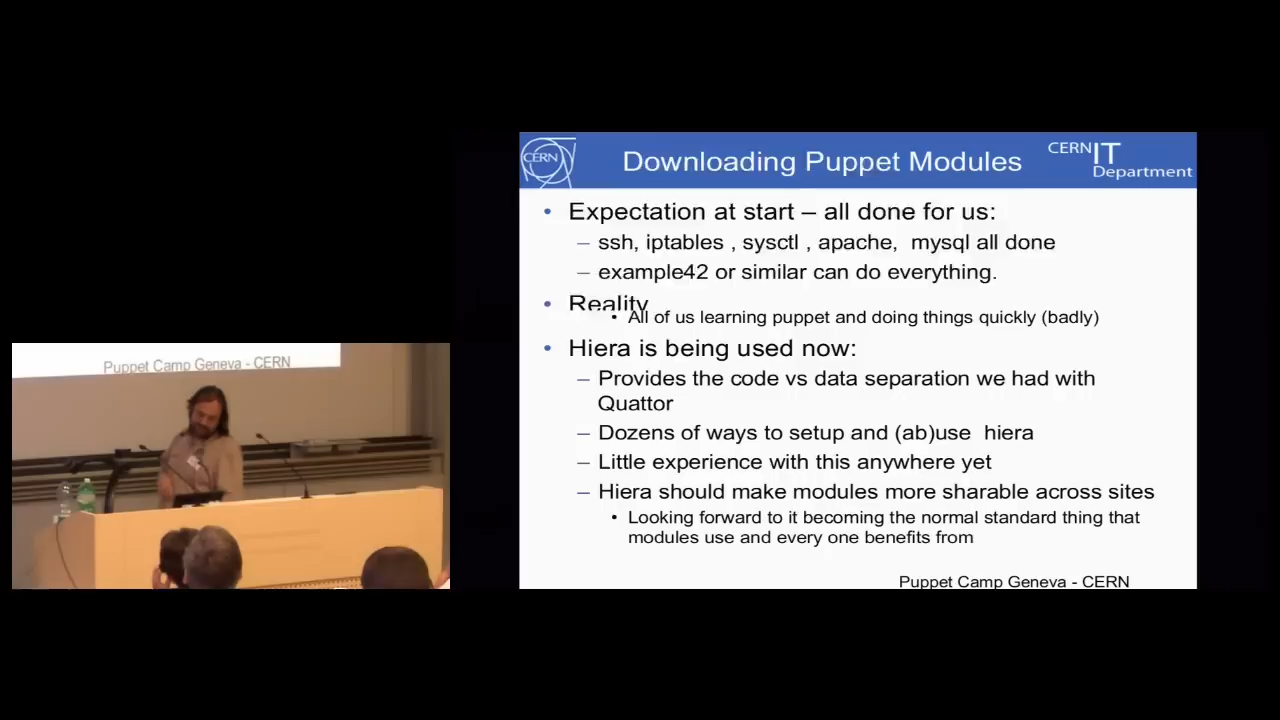 CERN
Downloading Puppet Modules
CERN IT
Department
• Expectation at start – all done for us:
– ssh, iptables , sysctl , apache, mysql all done
– example42 or similar can do everything.
• Reality
• All of us learning puppet and doing things quickly (badly)
• Hiera is being used now:
– Provides the code vs data separation we had with
Quattor
– Dozens of ways to setup and (ab)use hiera
– Little experience with this anywhere yet
– Hiera should make modules more sharable across sites
• Looking forward to it becoming the normal standard thing that
modules use and every one benefits from
Puppet Camp Geneva - CERN
Puppet Camp Geneva - CERN